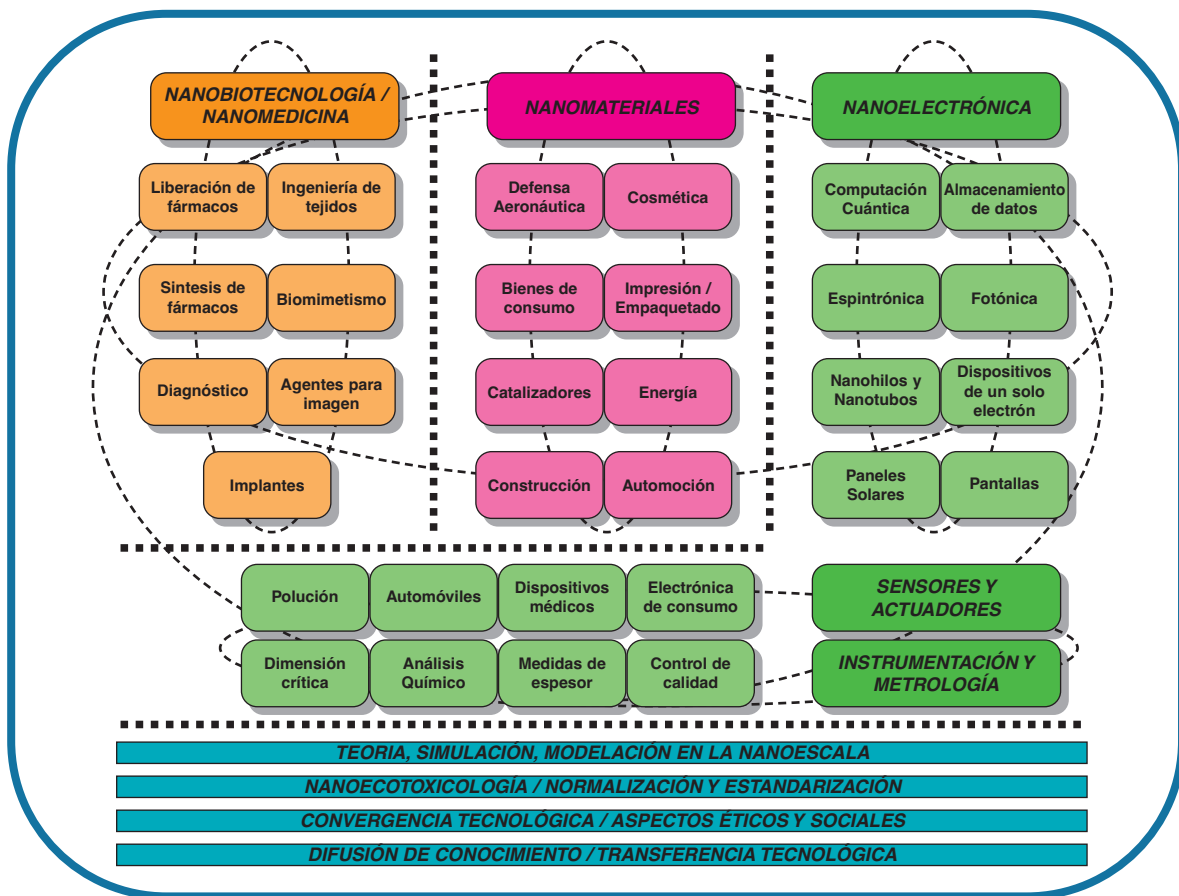 NANOBIOTECNOLOGÍA /
NANOMEDICINA
NANOMATERIALES
NANOELECTRÓNICA
Liberación de
fármacos
Ingeniería de
tejidos
Defensa
Aeronáutica
Cosmética
Computación
Cuántica
Almacenamiento
de datos
Sintesis de
fármacos
Biomimetismo
Bienes de
consumo
Impresión /
Empaquetado
Espintrónica
Fotónica
Diagnóstico
Agentes para
imagen
Catalizadores
Energía
Nanohilos y
Nanotubos
Dispositivos
de un solo
electrón
Implantes
Construcción
Automoción
Paneles
Solares
Pantallas
Polución
Automóviles
Dispositivos
médicos
Electrónica
de consumo
SENSORES Y
ACTUADORES
Dimensión
crítica
Análisis
Químico
Medidas de
espesor
Control de
calidad
INSTRUMENTACIÓN Y
METROLOGÍA
TEORIA, SIMULACIÓN, MODELACIÓN EN LA NANOESCALA
NANOECOTOXICOLOGÍA / NORMALIZACIÓN Y ESTANDARIZACIÓN
CONVERGENCIA TECNOLÓGICA / ASPECTOS ÉTICOS Y SOCIALES
DIFUSIÓN DE CONOCIMIENTO / TRANSFERENCIA TECNOLÓGICA